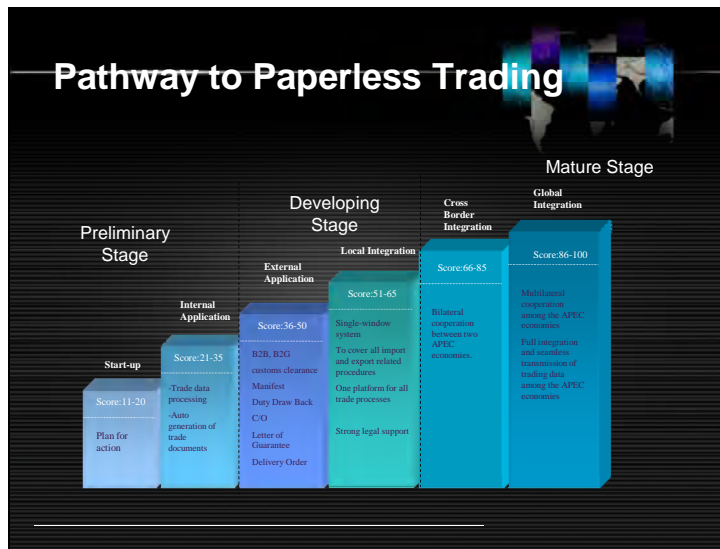 Pathway to Paperless Trading
Preliminary
Stage
Developing
Stage
Mature Stage
Start-up
Score:11-20
Plan for
action
Internal
Application
Score:21-35
-Trade data
processing
-Auto
generation of
trade
documents
External
Application
Score:36-50
B2B, B2G
customs clearance
Manifest
Duty Draw Back
C/O
Letter of
Guarantee
Delivery Order
Local Integration
Score:51-65
Single-window
system
To cover all import
and export related
procedures
One platform for all
trade processes
Strong legal support
Cross
Border
Integration
Score:66-85
Bilateral
cooperation
between two
APEC
economies.
Global
Integration
Score:86-100
Multilateral
cooperation
among the APEC
economies
Full integration
and seamless
transmission of
trading data
among the APEC
economies